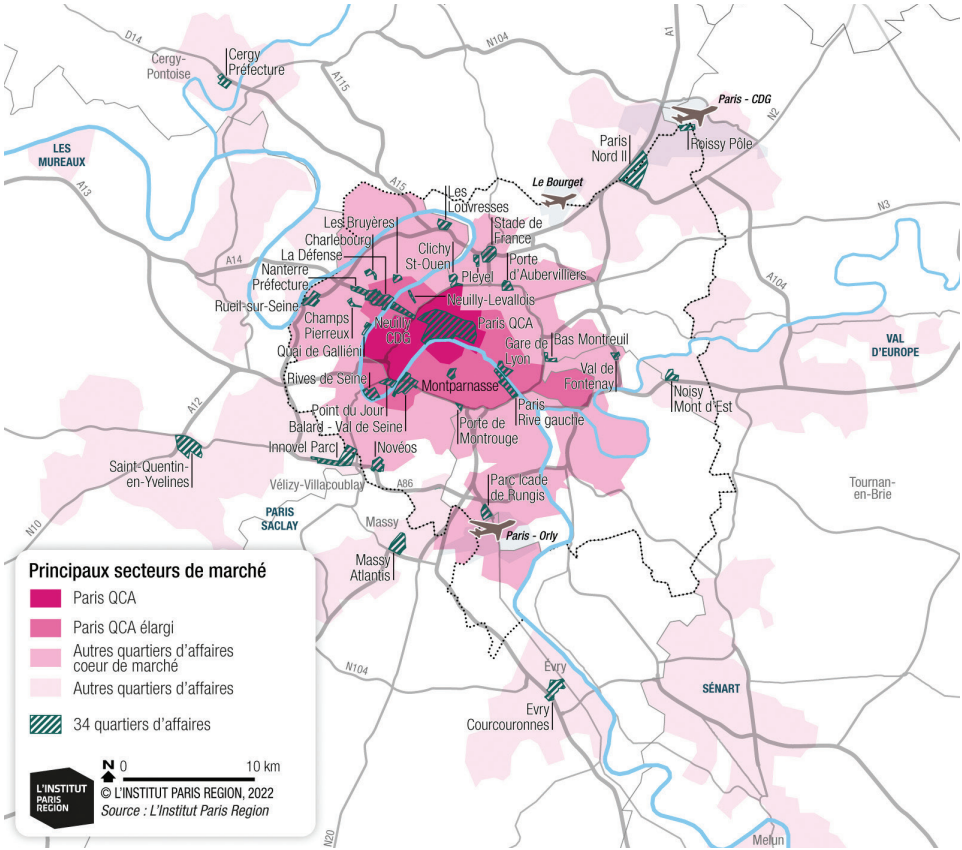 D14
N104
A1
Cergy-
Pontoise
Cergy
Préfecture
A115
N2
Paris - CDG
LES
MUREAUX
Paris
Nord II
Roissy Pôle
A13
A15
Le Bourget
Les
Louvresses
N3
Les Bruyères
Stade de
France
Charlebourg
Clichy
St-Ouen
La Défense
Porte
d'Aubervilliers
A14
Nanterre
Préfecture
Pleyel
A104
Rueil-sur-Seine
Neuilly-Levallois
Champs
Pierreux
Neuilly
CDG
Paris QCA
Quai de Galliéni
Gare de
Lyon
Bas Montreuil
VAL
D'EUROPE
Rives de Seine
Montparnasse
Val de
Fontenay
Noisy
Mont d'Est
A12
Point du Jour
Balard - Val de Seine
Paris
Rive gauche
Porte de
Montrouge
Innovel Parc
Novéos
Saint-Quentin-
en-Yvelines
Vélizy-Villacoublay
A86
Parc Icade
de Rungis
Tournan-
en-Brie
N10
PARIS
SACLAY
Massy
Paris - Orly
Massy
Atlantis
Principaux secteurs de marché
Paris QCA
Paris QCA élargi
Autres quartiers d'affaires
coeur de marché
Autres quartiers d'affaires
34 quartiers d'affaires
N104
Évry
SÉNART
Evry
Courcouronnes
N
0
10 km
L'INSTITUT
PARIS
REGION
© L'INSTITUT PARIS REGION, 2022
Source : L'Institut Paris Region
N20
Melun